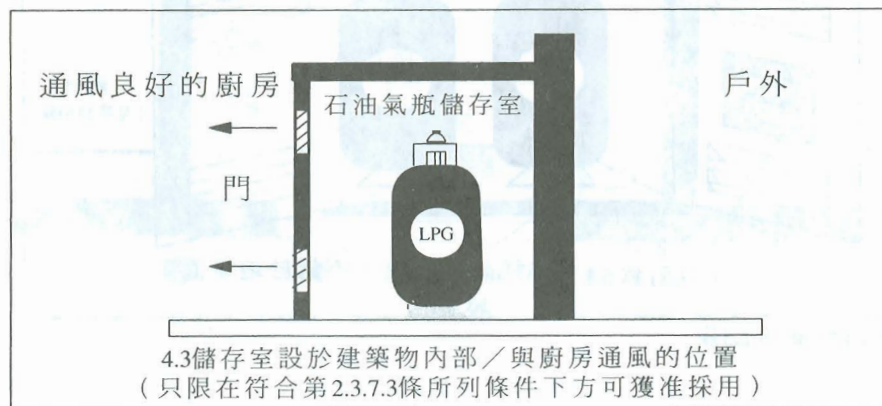 通風良好的廚房
石油氣瓶儲存室
戶外
門
LPG
4.3儲存室設於建築物內部／與廚房通風的位置
（只限在符合第2.3.7.3條所列條件下方可獲准採用）